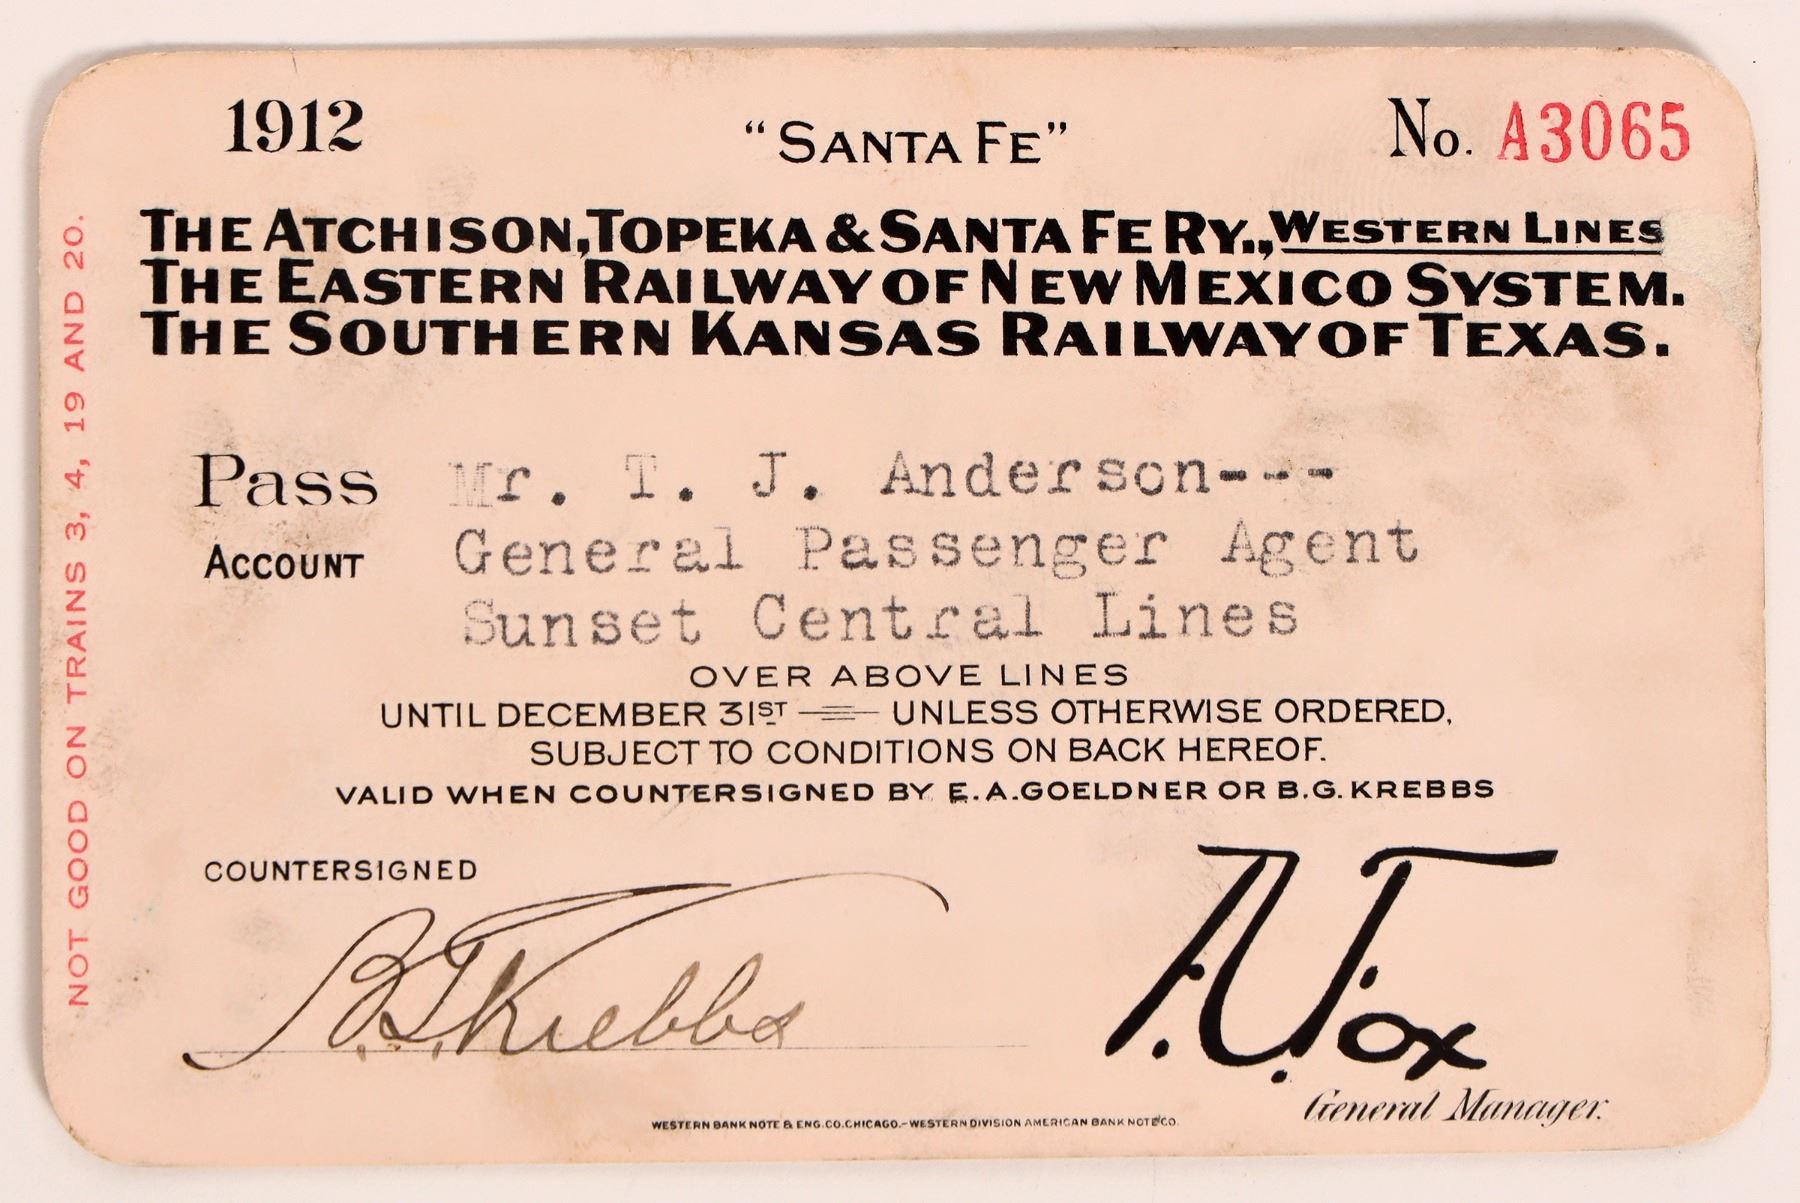 1912
"SANTA FE"
No. A3065
THE ATCHISON, TOPEKA & SANTA FE RY., WESTERN LINES
THE EASTERN RAILWAY OF NEW MEXICO SYSTEM.
THE SOUTHERN KANSAS RAILWAY OF TEXAS.
Pass Mr. T. J. Anderson---
ACCOUNT General Passenger Agent
Sunset Central Lines
OVER ABOVE LINES
UNTIL DECEMBER 31ST UNLESS OTHERWISE ORDERED,
SUBJECT TO CONDITIONS ON BACK HEREOF.
VALID WHEN COUNTERSIGNED BY E.A.GOELDNER OR B.G.KREBBS
COUNTERSIGNED
B.G.Krebbs
Fox
General Manager.
WESTERN BANK NOTE & ENG.CO.CHICAGO.-WESTERN DIVISION AMERICAN BANK NOTE CO.
NOT GOOD ON TRAINS 3, 4, 19 AND 20.